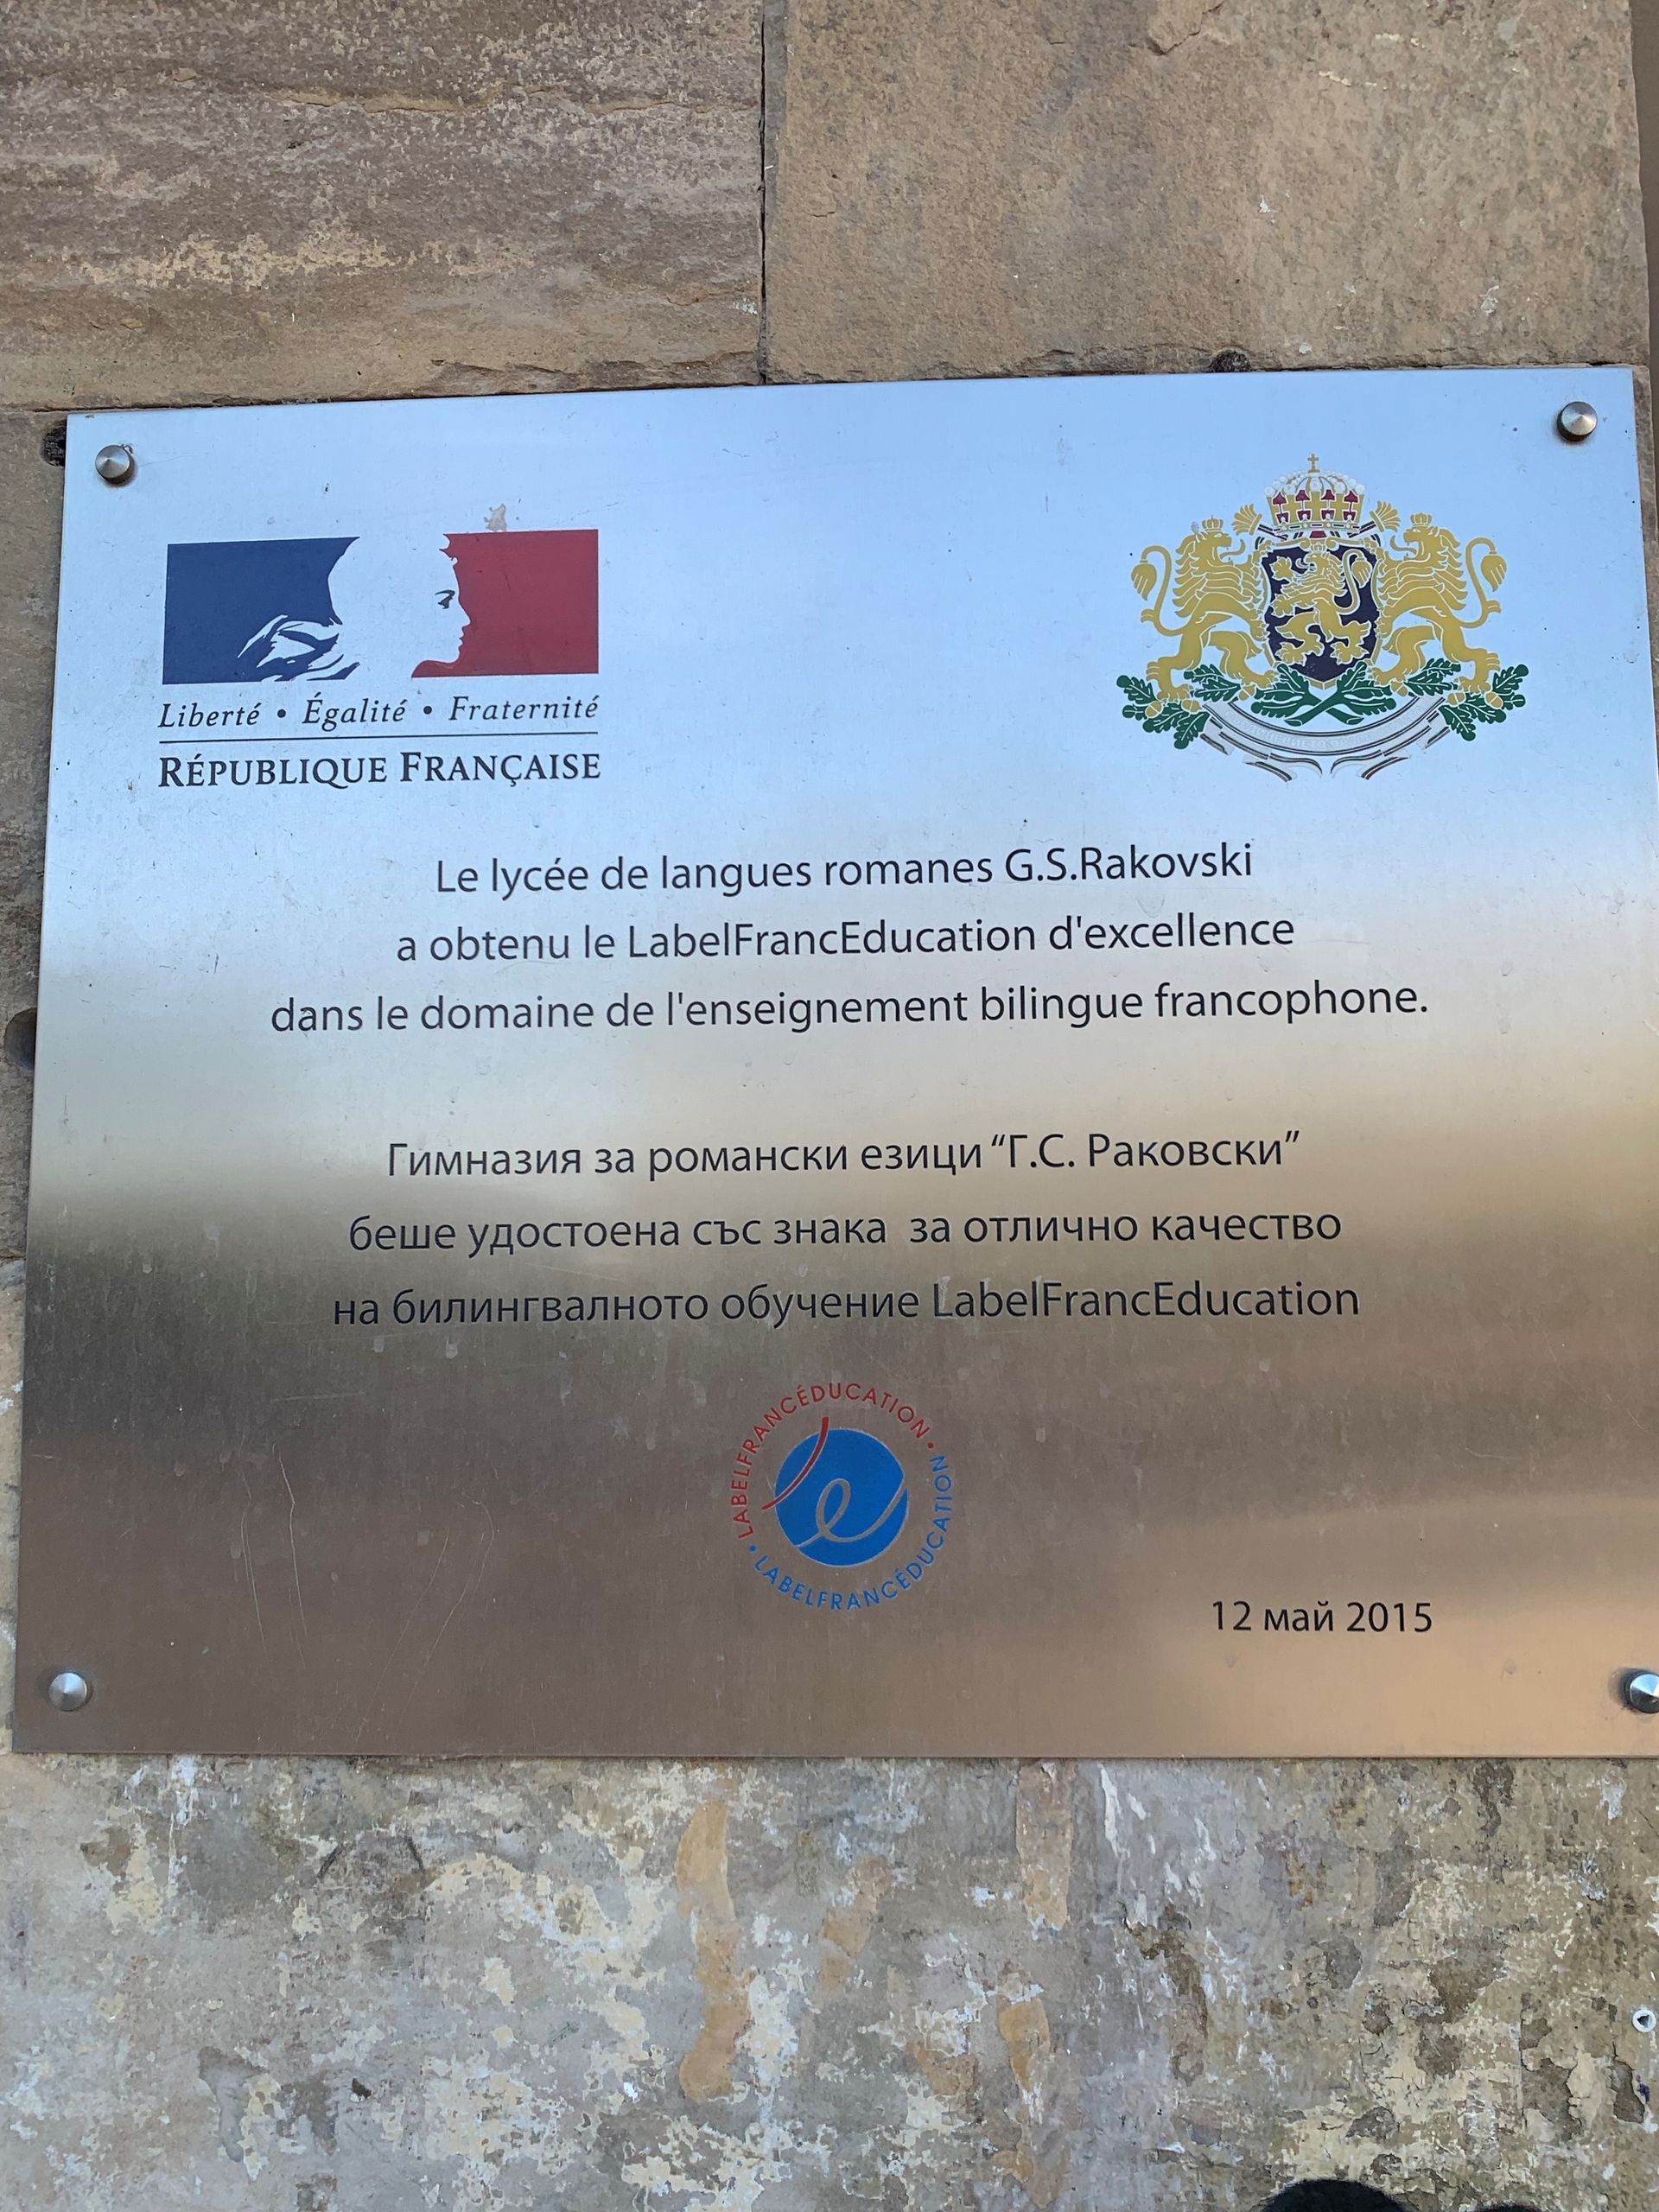 Liberté • Égalité • Fraternité
RÉPUBLIQUE FRANÇAISE
Le lycée de langues romanes G.S.Rakovski
a obtenu le LabelFrancEducation d'excellence
dans le domaine de l'enseignement bilingue francophone.
Гимназия за романски езици “Г.С. Раковски”
беше удостоена със знака за отлично качество
на билингвалното обучение LabelFrancEducation
LABELFRANCÉDUCATION •
LABELFRANCÉDUCATION •
12 май 2015